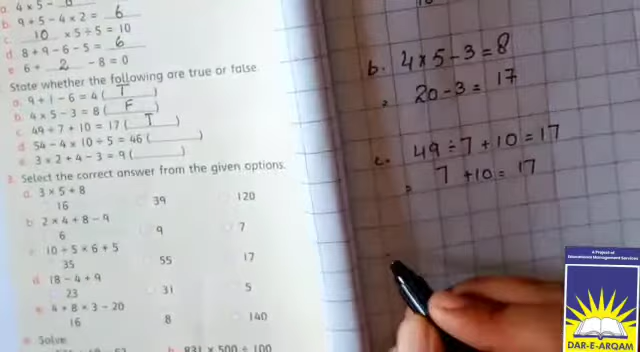 a. 4 × 5 -
b. 9 + 5 - 4 × 2 = 6
c. 10 × 5 ÷ 5 = 10
d. 8 + 9 - 6 - 5 = 6
e. 6 + 2 - 8 = 0
State whether the following are true or false.
a. 9 + 1 - 6 = 4 ( T )
b. 4 × 5 - 3 = 8 ( F )
c. 49 ÷ 7 + 10 = 17 ( T )
d. 54 - 4 × 10 ÷ 5 = 46 ( )
e. 3 × 2 + 4 - 3 = 9 ( )
3. Select the correct answer from the given options.
a. 3 × 5 + 8
16 39 120
b. 2 × 4 + 8 - 9
6 9 7
10 ÷ 5 × 6 + 5
35 55 17
d. 18 - 4 + 9
23 31 5
4 + 8 × 3 - 20
16 8 140
Solve
b. 831 × 500 ÷ 100
b. 4 × 5 - 3 = 8
20 - 3 = 17
c. 49 ÷ 7 + 10 = 17
7 + 10 = 17
A Project of
Educational Management Services
DAR-E-ARQAM